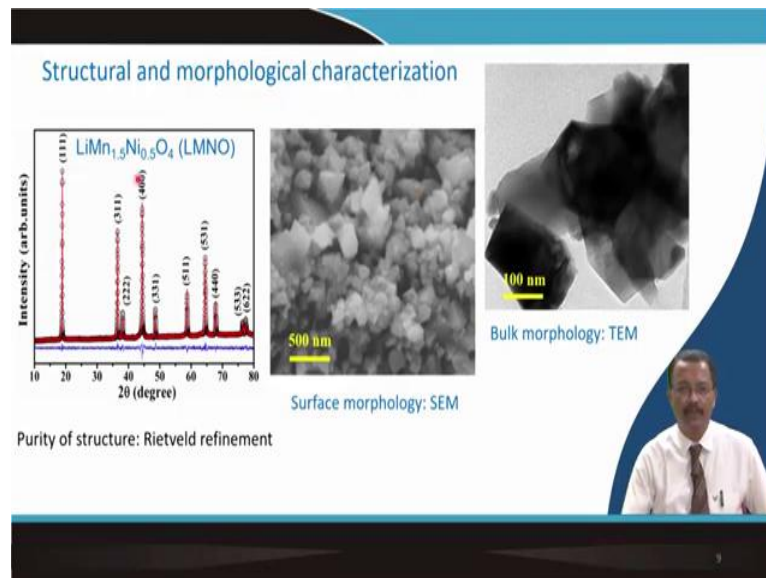 Structural and morphological characterization
LiMn1.5Ni0.5O4 (LMNO)
Intensity (arb.units)
(111)
(311)
(222)
(400)
(331)
(511)
(531)
(440)
(533)
(622)
10 20 30 40 50 60 70 80
2θ (degree)
Purity of structure: Rietveld refinement
500 nm
Surface morphology: SEM
100 nm
Bulk morphology: TEM
9